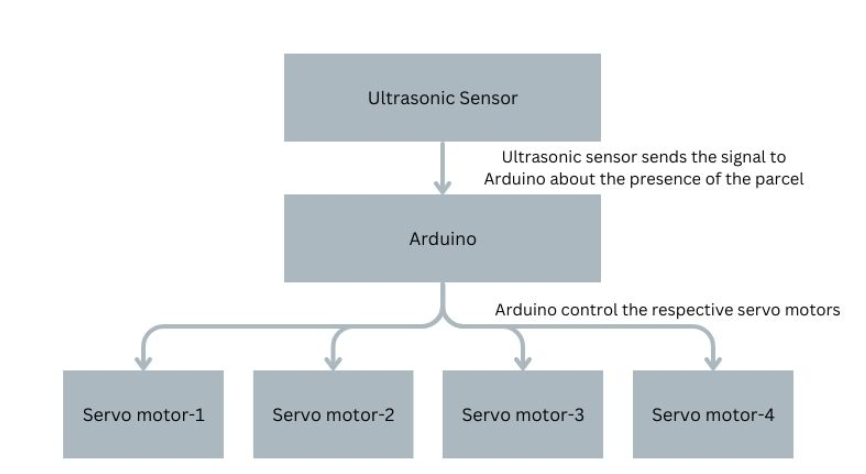 Ultrasonic Sensor
Ultrasonic sensor sends the signal to
Arduino about the presence of the parcel
Arduino
Arduino control the respective servo motors
Servo motor-1
Servo motor-2
Servo motor-3
Servo motor-4